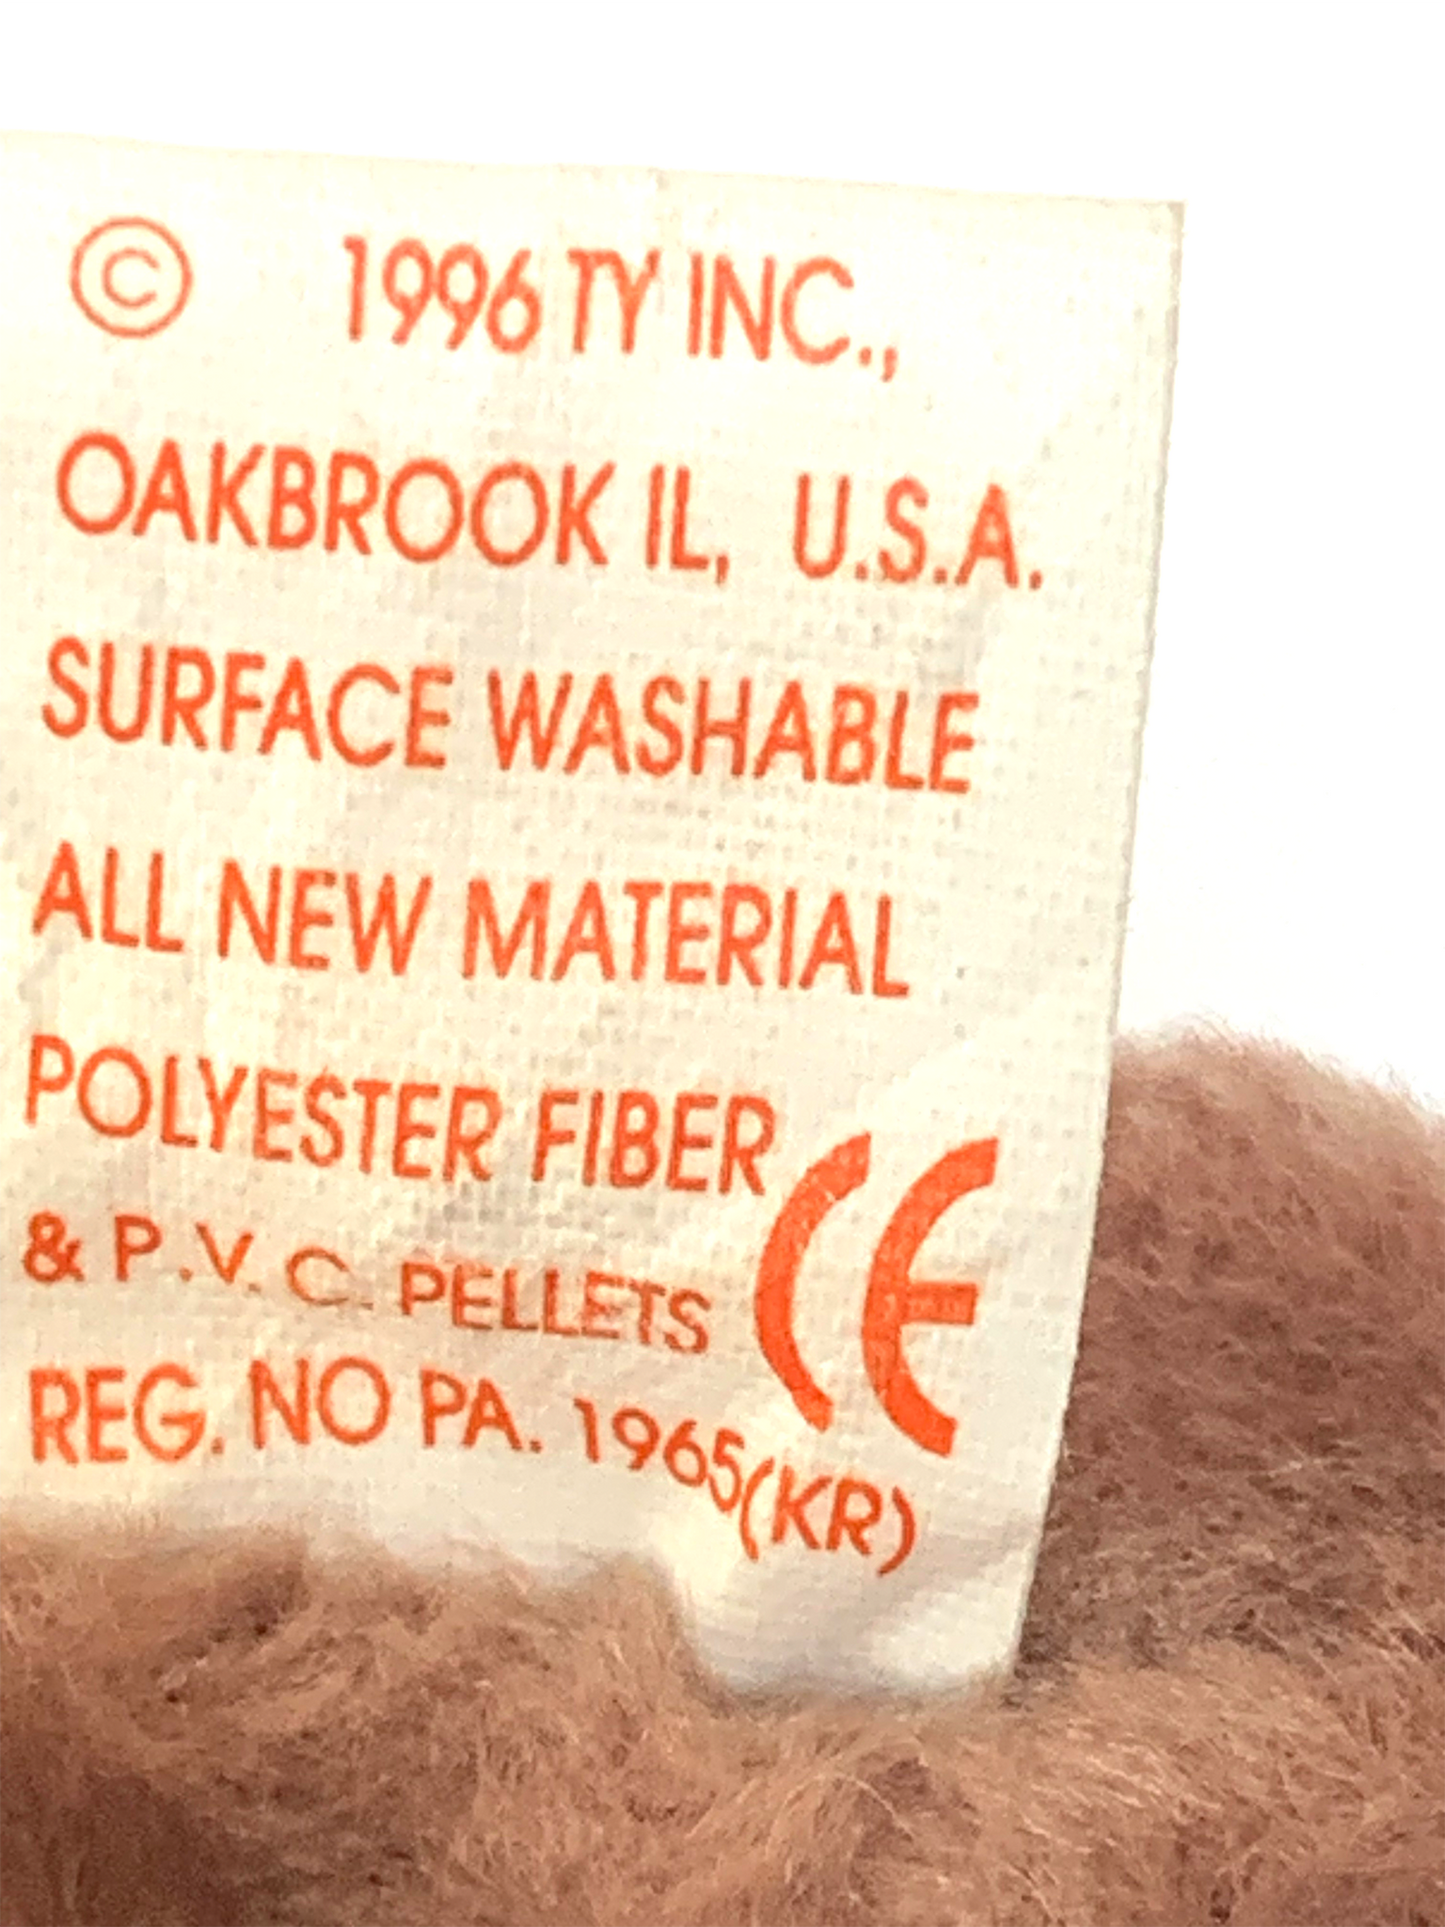 © 1996 TY INC.,
OAKBROOK IL, U.S.A.
SURFACE WASHABLE
ALL NEW MATERIAL
POLYESTER FIBER
& P.V.C. PELLETS
CE
REG. NO PA. 1965(KR)